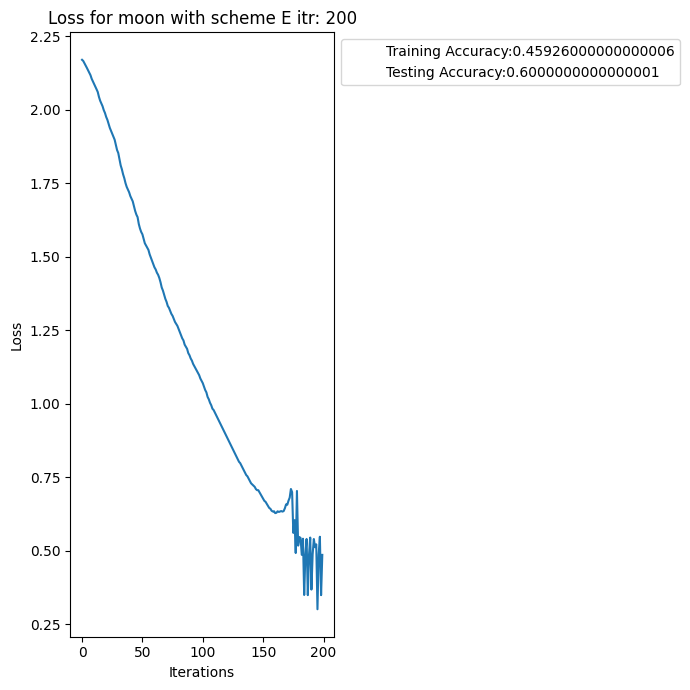 Loss for moon with scheme E itr: 200
Training Accuracy:0.45926000000000006
Testing Accuracy:0.6000000000000001
2.25
2.00
1.75
1.50
1.25
1.00
0.75
0.50
0.25
Loss
0 50 100 150 200
Iterations